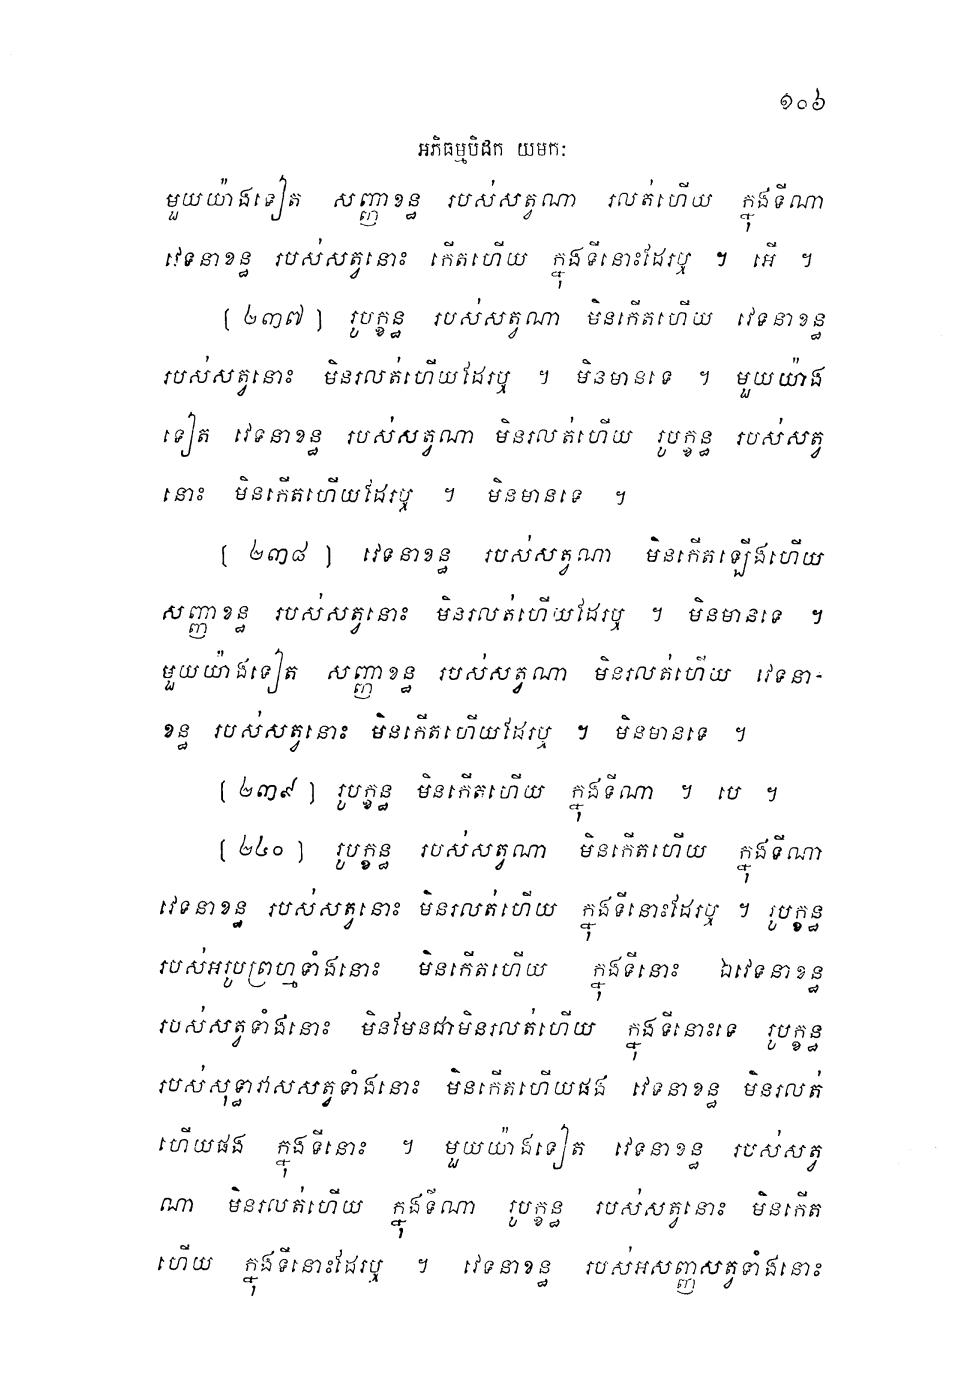 ១០៦
អភិធម្មបិដក យមកៈ
មួយយ៉ាងទៀត សញ្ញាខន្ធ របស់សត្វណា រលត់ហើយ ក្នុងទីណា
វេទនាខន្ធ របស់សត្វនោះ កើតហើយ ក្នុងទីនោះដែរឬ ។ អើ ។
[ ២៣៧ ] រូបក្ខន្ធ របស់សត្វណា មិនកើតហើយ វេទនាខន្ធ
របស់សត្វនោះ មិនរលត់ហើយដែរឬ ។ មិនមានទេ ។ មួយយ៉ាង
ទៀត វេទនាខន្ធ របស់សត្វណា មិនរលត់ហើយ រូបក្ខន្ធ របស់សត្វ
នោះ មិនកើតហើយដែរឬ ។ មិនមានទេ ។
[ ២៣៨ ] វេទនាខន្ធ របស់សត្វណា មិនកើតឡើងហើយ
សញ្ញាខន្ធ របស់សត្វនោះ មិនរលត់ហើយដែរឬ ។ មិនមានទេ ។
មួយយ៉ាងទៀត សញ្ញាខន្ធ របស់សត្វណា មិនរលត់ហើយ វេទនា-
ខន្ធ របស់សត្វនោះ មិនកើតហើយដែរឬ ។ មិនមានទេ ។
[ ២៣៩ ] រូបក្ខន្ធ មិនកើតហើយ ក្នុងទីណា ។ បេ ។
[ ២៤០ ] រូបក្ខន្ធ របស់សត្វណា មិនកើតហើយ ក្នុងទីណា
វេទនាខន្ធ របស់សត្វនោះ មិនរលត់ហើយ ក្នុងទីនោះដែរឬ ។ រូបក្ខន្ធ
របស់អរូបព្រហ្មទាំងនោះ មិនកើតហើយ ក្នុងទីនោះ ឯវេទនាខន្ធ
របស់សត្វទាំងនោះ មិនមែនជាមិនរលត់ហើយ ក្នុងទីនោះទេ រូបក្ខន្ធ
របស់សុទ្ធាវាសសត្វទាំងនោះ មិនកើតហើយផង វេទនាខន្ធ មិនរលត់
ហើយផង ក្នុងទីនោះ ។ មួយយ៉ាងទៀត វេទនាខន្ធ របស់សត្វ
ណា មិនរលត់ហើយ ក្នុងទីណា រូបក្ខន្ធ របស់សត្វនោះ មិនកើត
ហើយ ក្នុងទីនោះដែរឬ ។ វេទនាខន្ធ របស់អសញ្ញសត្វទាំងនោះ